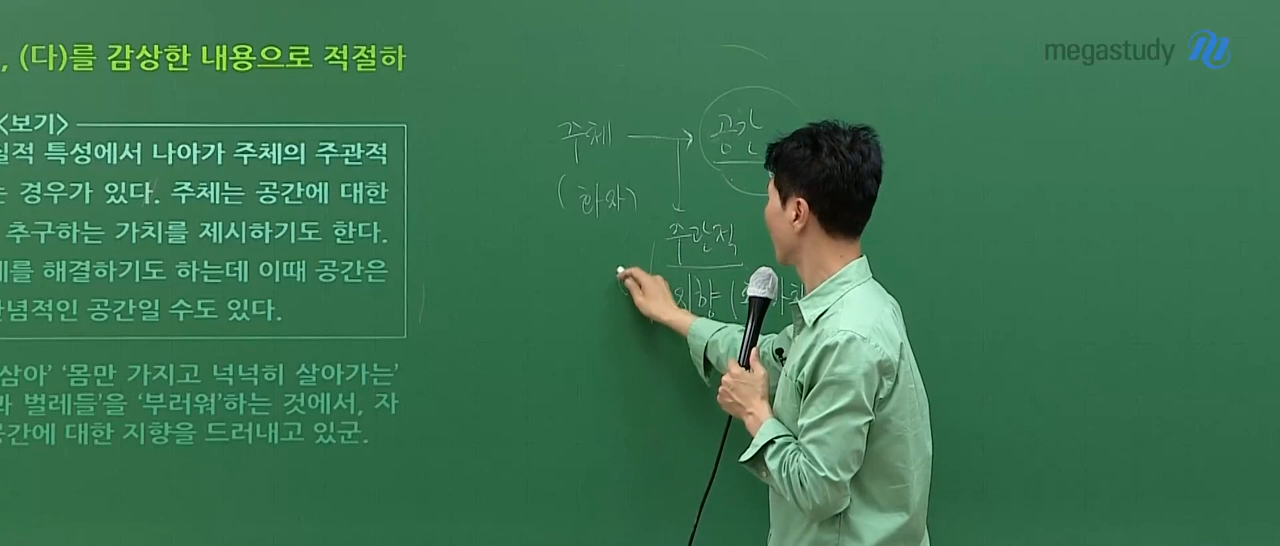 , (다)를 감상한 내용으로 적절하
<보기>
실적 특성에서 나아가 주체의 주관적
는 경우가 있다. 주체는 공간에 대한
추구하는 가치를 제시하기도 한다.
제를 해결하기도 하는데 이때 공간은
관념적인 공간일 수도 있다.
삼아' '몸만 가지고 넉넉히 살아가는'
과 벌레들'을 '부러워'하는 것에서, 자
공간에 대한 지향을 드러내고 있군.
megastudy
주체 → 공간
(화자)
주관적
지향